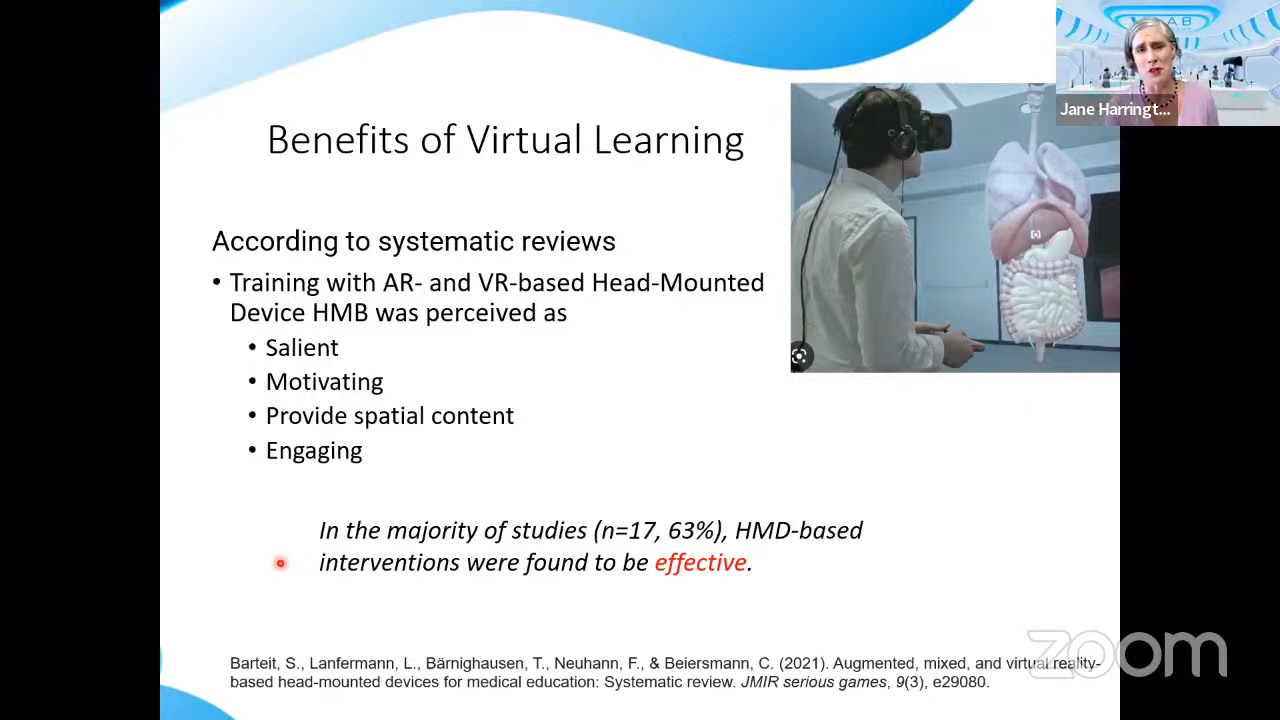 AB
Jane Harringt...
Benefits of Virtual Learning
According to systematic reviews
• Training with AR- and VR-based Head-Mounted
Device HMB was perceived as
• Salient
• Motivating
• Provide spatial content
• Engaging
In the majority of studies (n=17, 63%), HMD-based
interventions were found to be effective.
Barteit, S., Lanfermann, L., Bärnighausen, T., Neuhann, F., & Beiersmann, C. (2021). Augmented, mixed, and virtual reality-
based head-mounted devices for medical education: Systematic review. JMIR serious games, 9(3), e29080.
zoom